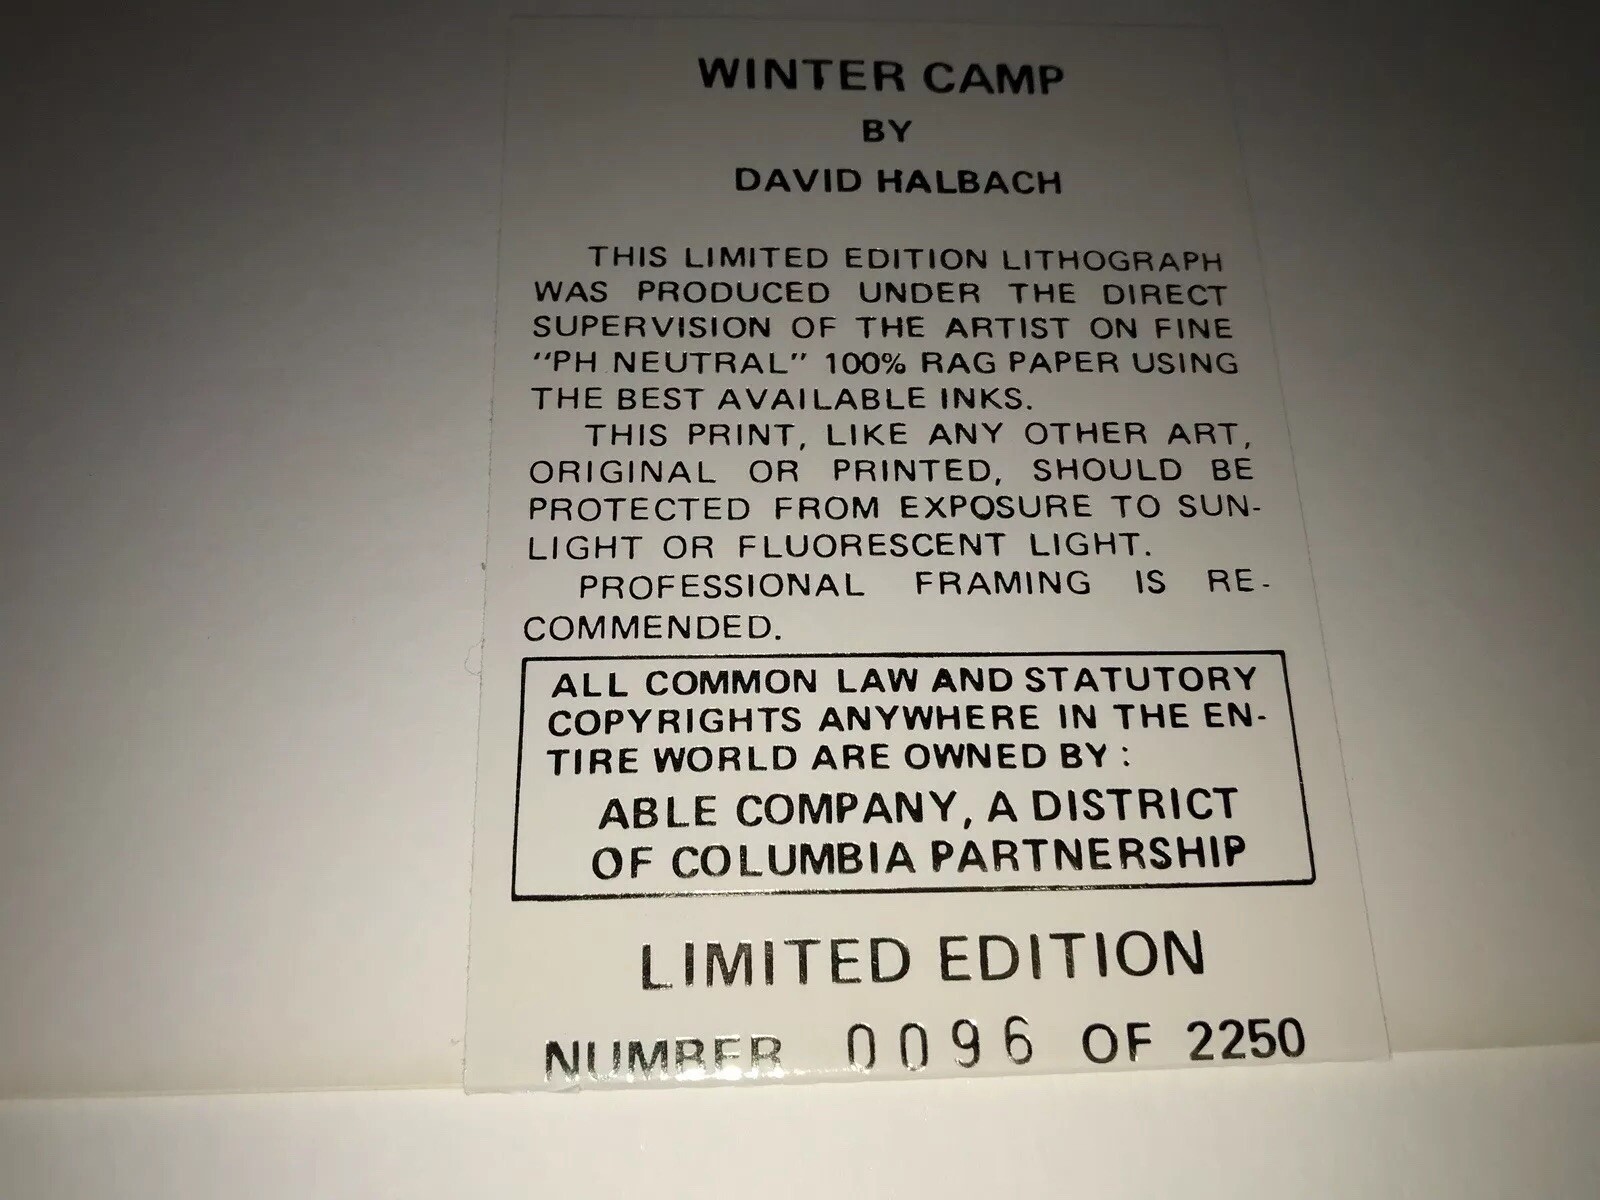 WINTER CAMP
BY
DAVID HALBACH
THIS LIMITED EDITION LITHOGRAPH
WAS PRODUCED UNDER THE DIRECT
SUPERVISION OF THE ARTIST ON FINE
"PH NEUTRAL" 100% RAG PAPER USING
THE BEST AVAILABLE INKS.
THIS PRINT, LIKE ANY OTHER ART,
ORIGINAL OR PRINTED, SHOULD BE
PROTECTED FROM EXPOSURE TO SUN-
LIGHT OR FLUORESCENT LIGHT.
PROFESSIONAL FRAMING IS RE-
COMMENDED.
ALL COMMON LAW AND STATUTORY
COPYRIGHTS ANYWHERE IN THE EN-
TIRE WORLD ARE OWNED BY :
ABLE COMPANY, A DISTRICT
OF COLUMBIA PARTNERSHIP
LIMITED EDITION
NUMBER 0096 OF 2250